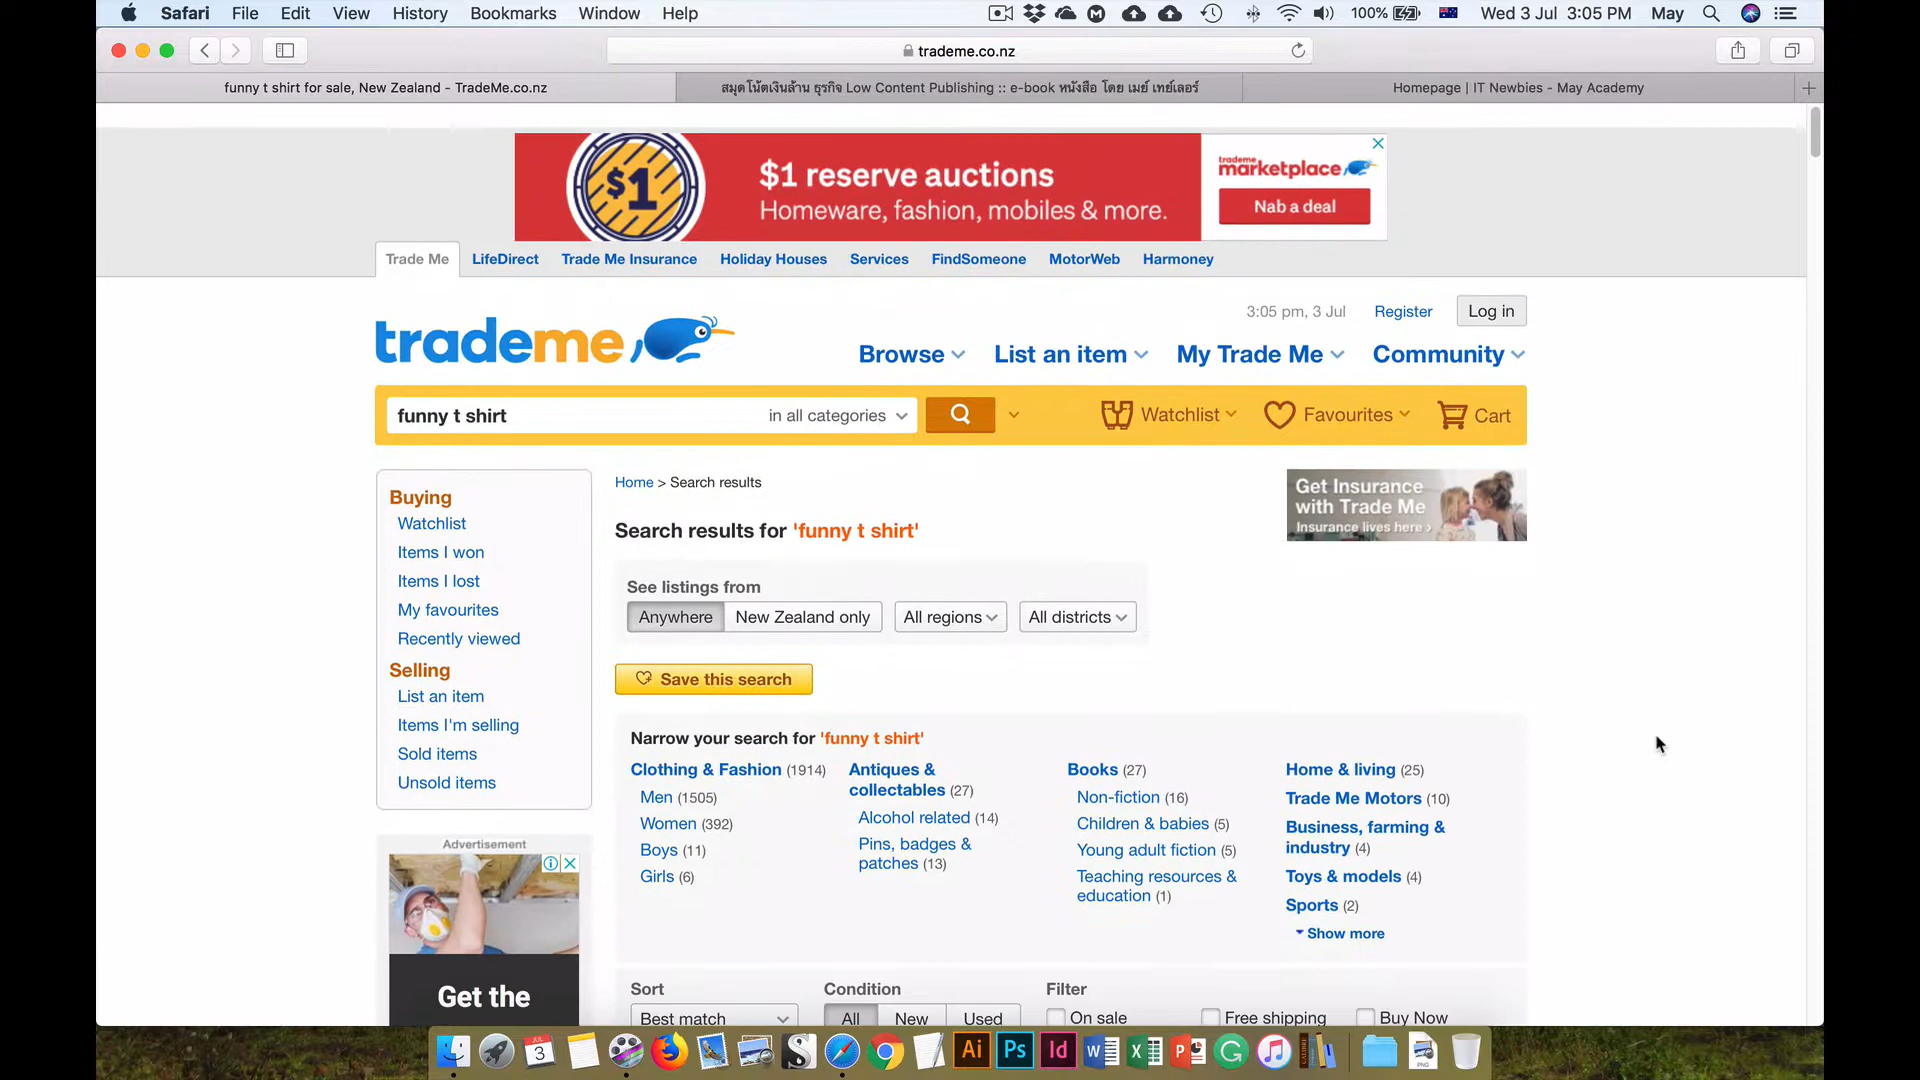 Safari File Edit View History Bookmarks Window Help 100% Wed 3 Jul 3:05 PM May
trademe.co.nz
funny t shirt for sale, New Zealand - TradeMe.co.nz
สมุดโน้ตเงินล้าน ธุรกิจ Low Content Publishing :: e-book หนังสือ โดย เมย์ เทย์เลอร์
Homepage | IT Newbies - May Academy
$1
$1 reserve auctions
Homeware, fashion, mobiles & more.
trademe
marketplace
Nab a deal
Trade Me LifeDirect Trade Me Insurance Holiday Houses Services FindSomeone MotorWeb Harmoney
3:05 pm, 3 Jul Register Log in
trademe
Browse List an item My Trade Me Community
funny t shirt in all categories Watchlist Favourites Cart
Buying
Watchlist
Items I won
Items I lost
My favourites
Recently viewed
Selling
List an item
Items I'm selling
Sold items
Unsold items
Home > Search results
Get Insurance
with Trade Me
Insurance lives here >
Search results for 'funny t shirt'
See listings from
Anywhere New Zealand only All regions All districts
Save this search
Narrow your search for 'funny t shirt'
Clothing & Fashion (1914)
Men (1505)
Women (392)
Boys (11)
Girls (6)
Antiques &
collectables (27)
Alcohol related (14)
Pins, badges &
patches (13)
Books (27)
Non-fiction (16)
Children & babies (5)
Young adult fiction (5)
Teaching resources &
education (1)
Home & living (25)
Trade Me Motors (10)
Business, farming &
industry (4)
Toys & models (4)
Sports (2)
Show more
Advertisement
Get the
Sort Condition Filter
Best match All New Used On sale Free shipping Buy Now
JUL
3
Ai Ps Id
PNG